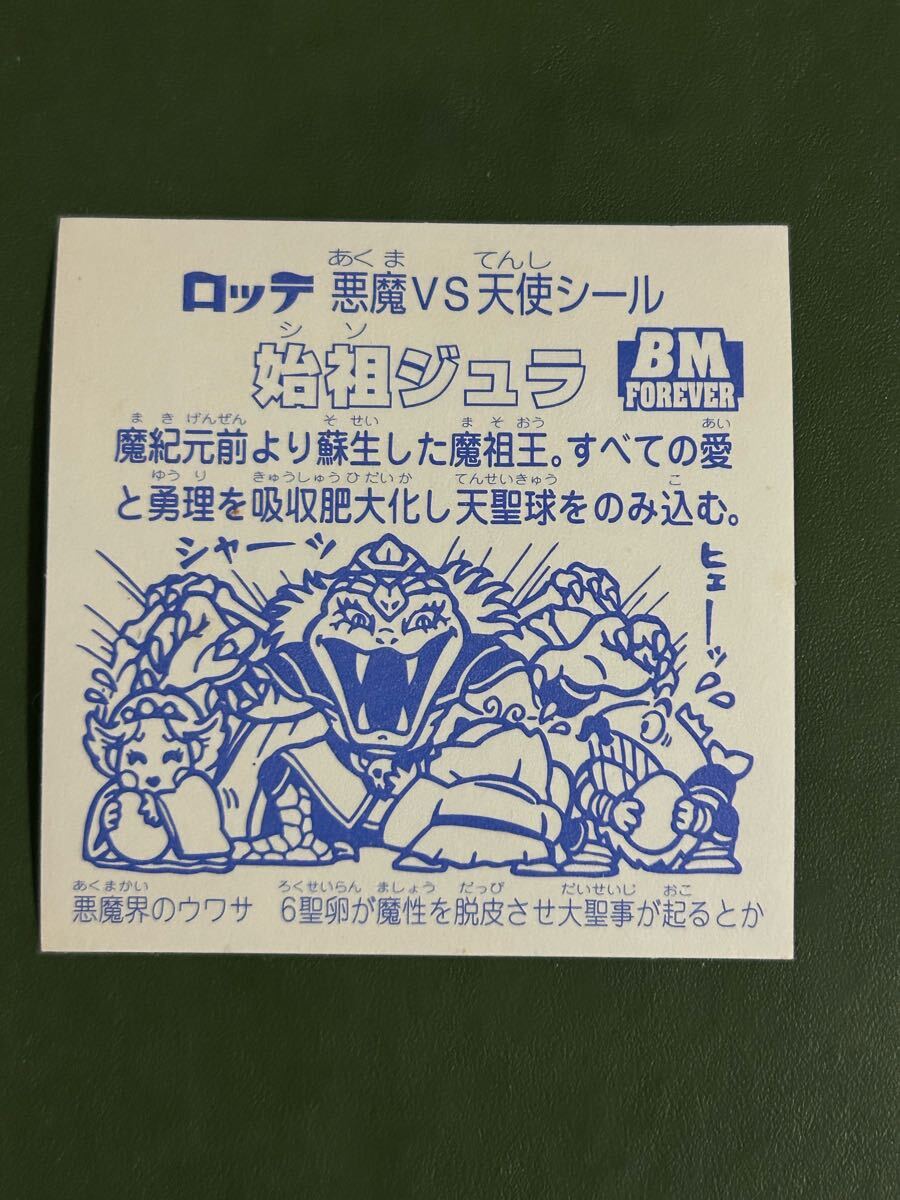 あくま てんし
ロッテ 悪魔VS天使シール
シ ソ
始祖ジュラ
BM
FOREVER
まきげんぜん そせい まそおう あい
魔紀元前より蘇生した魔祖王。すべての愛
ゆうり きゅうしゅうひだいか てんせいきゅう こ
と勇理を吸収肥大化し天聖球をのみ込む。
シャーッ
ヒェーッ
あくまかい ろくせいらん ましょう だっぴ だいせいじ おこ
悪魔界のウワサ 6聖卵が魔性を脱皮させ大聖事が起るとか